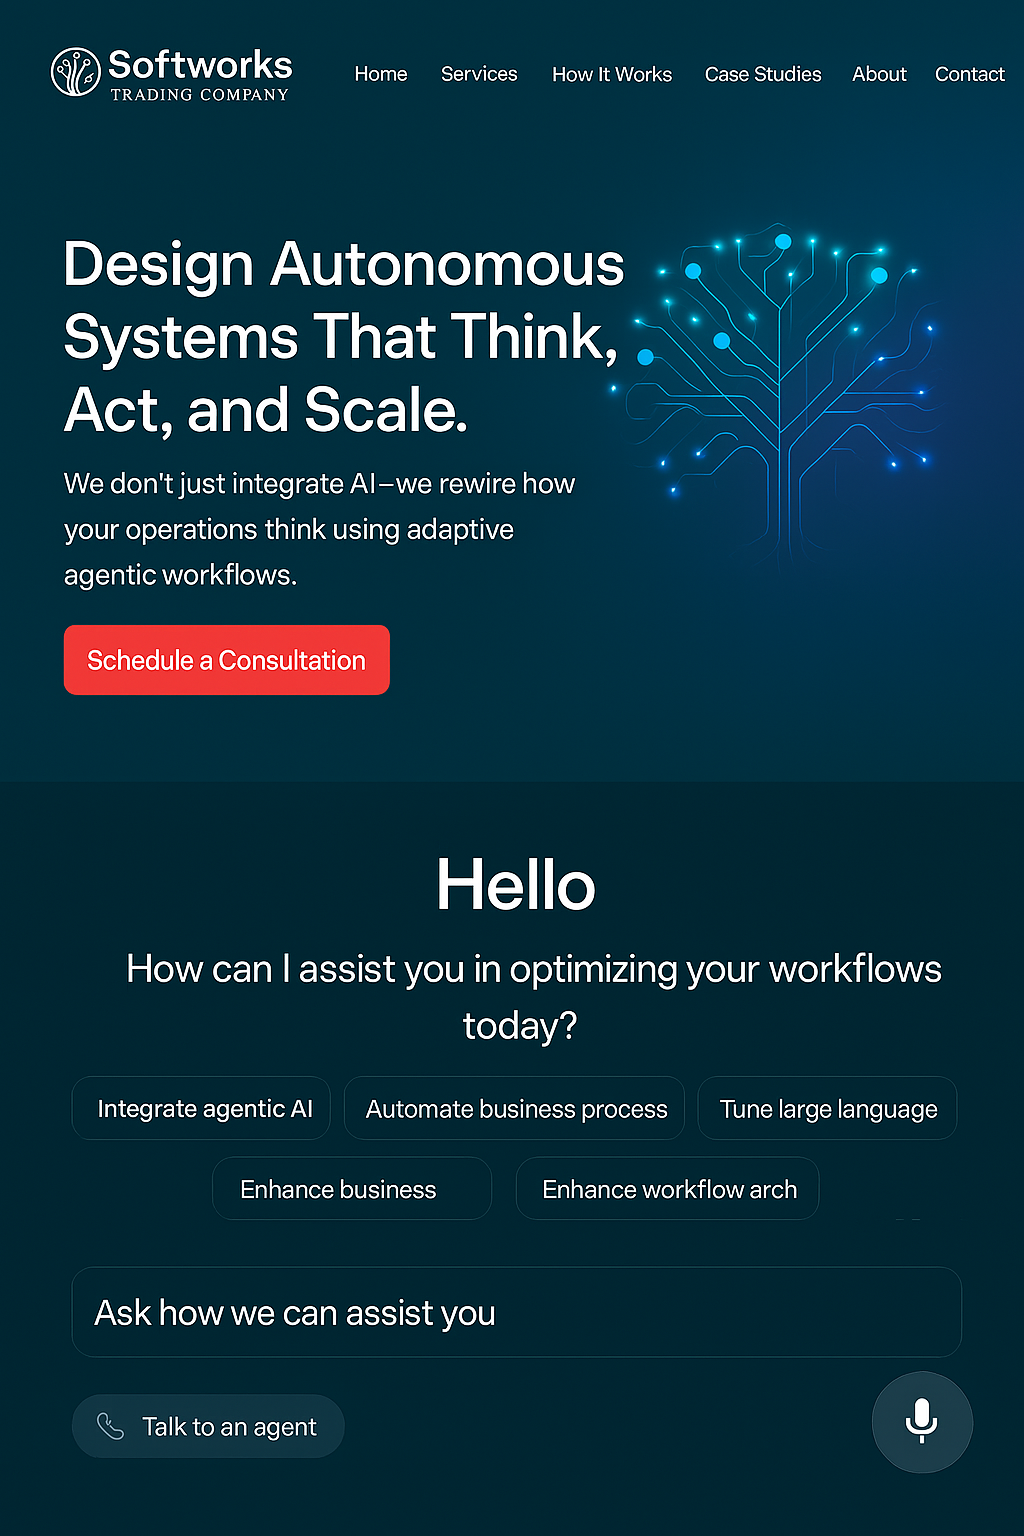 Softworks
TRADING COMPANY
Home Services How It Works Case Studies About Contact
Design Autonomous
Systems That Think,
Act, and Scale.
We don't just integrate AI–we rewire how
your operations think using adaptive
agentic workflows.
Schedule a Consultation
Hello
How can I assist you in optimizing your workflows
today?
Integrate agentic AI Automate business process Tune large language
Enhance business Enhance workflow arch
Ask how we can assist you
Talk to an agent